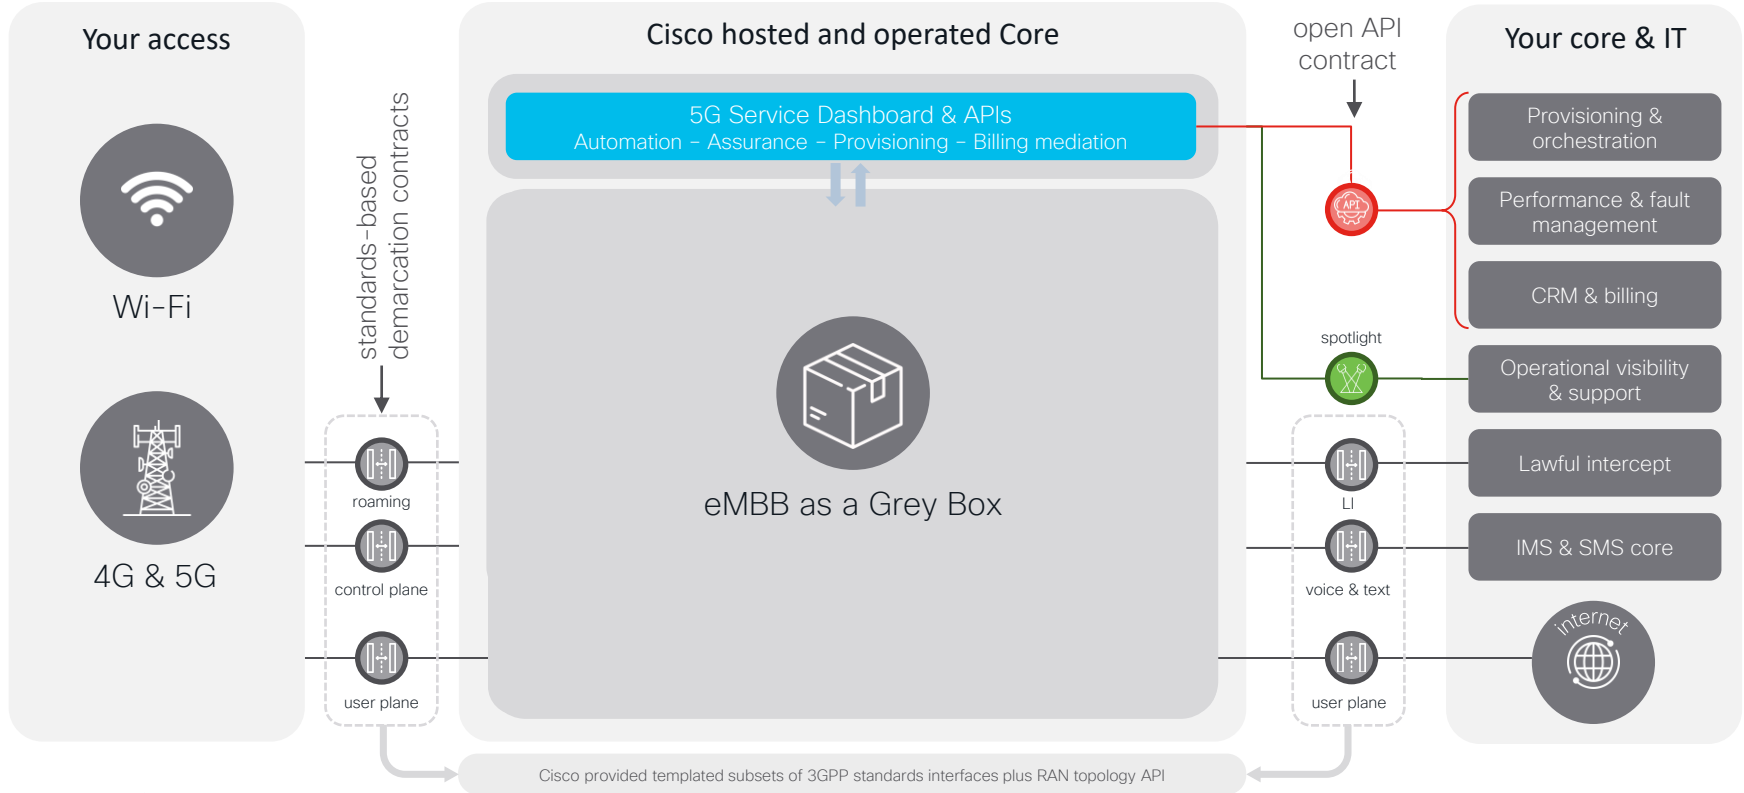 Your access
Wi-Fi
4G & 5G
standards-based
demarcation contracts
roaming
control plane
user plane
Cisco hosted and operated Core
5G Service Dashboard & APIs
Automation - Assurance - Provisioning - Billing mediation
eMBB as a Grey Box
open API
contract
API
spotlight
LI
voice & text
user plane
Your core & IT
Provisioning &
orchestration
Performance & fault
management
CRM & billing
Operational visibility
& support
Lawful intercept
IMS & SMS core
internet
Cisco provided templated subsets of 3GPP standards interfaces plus RAN topology API